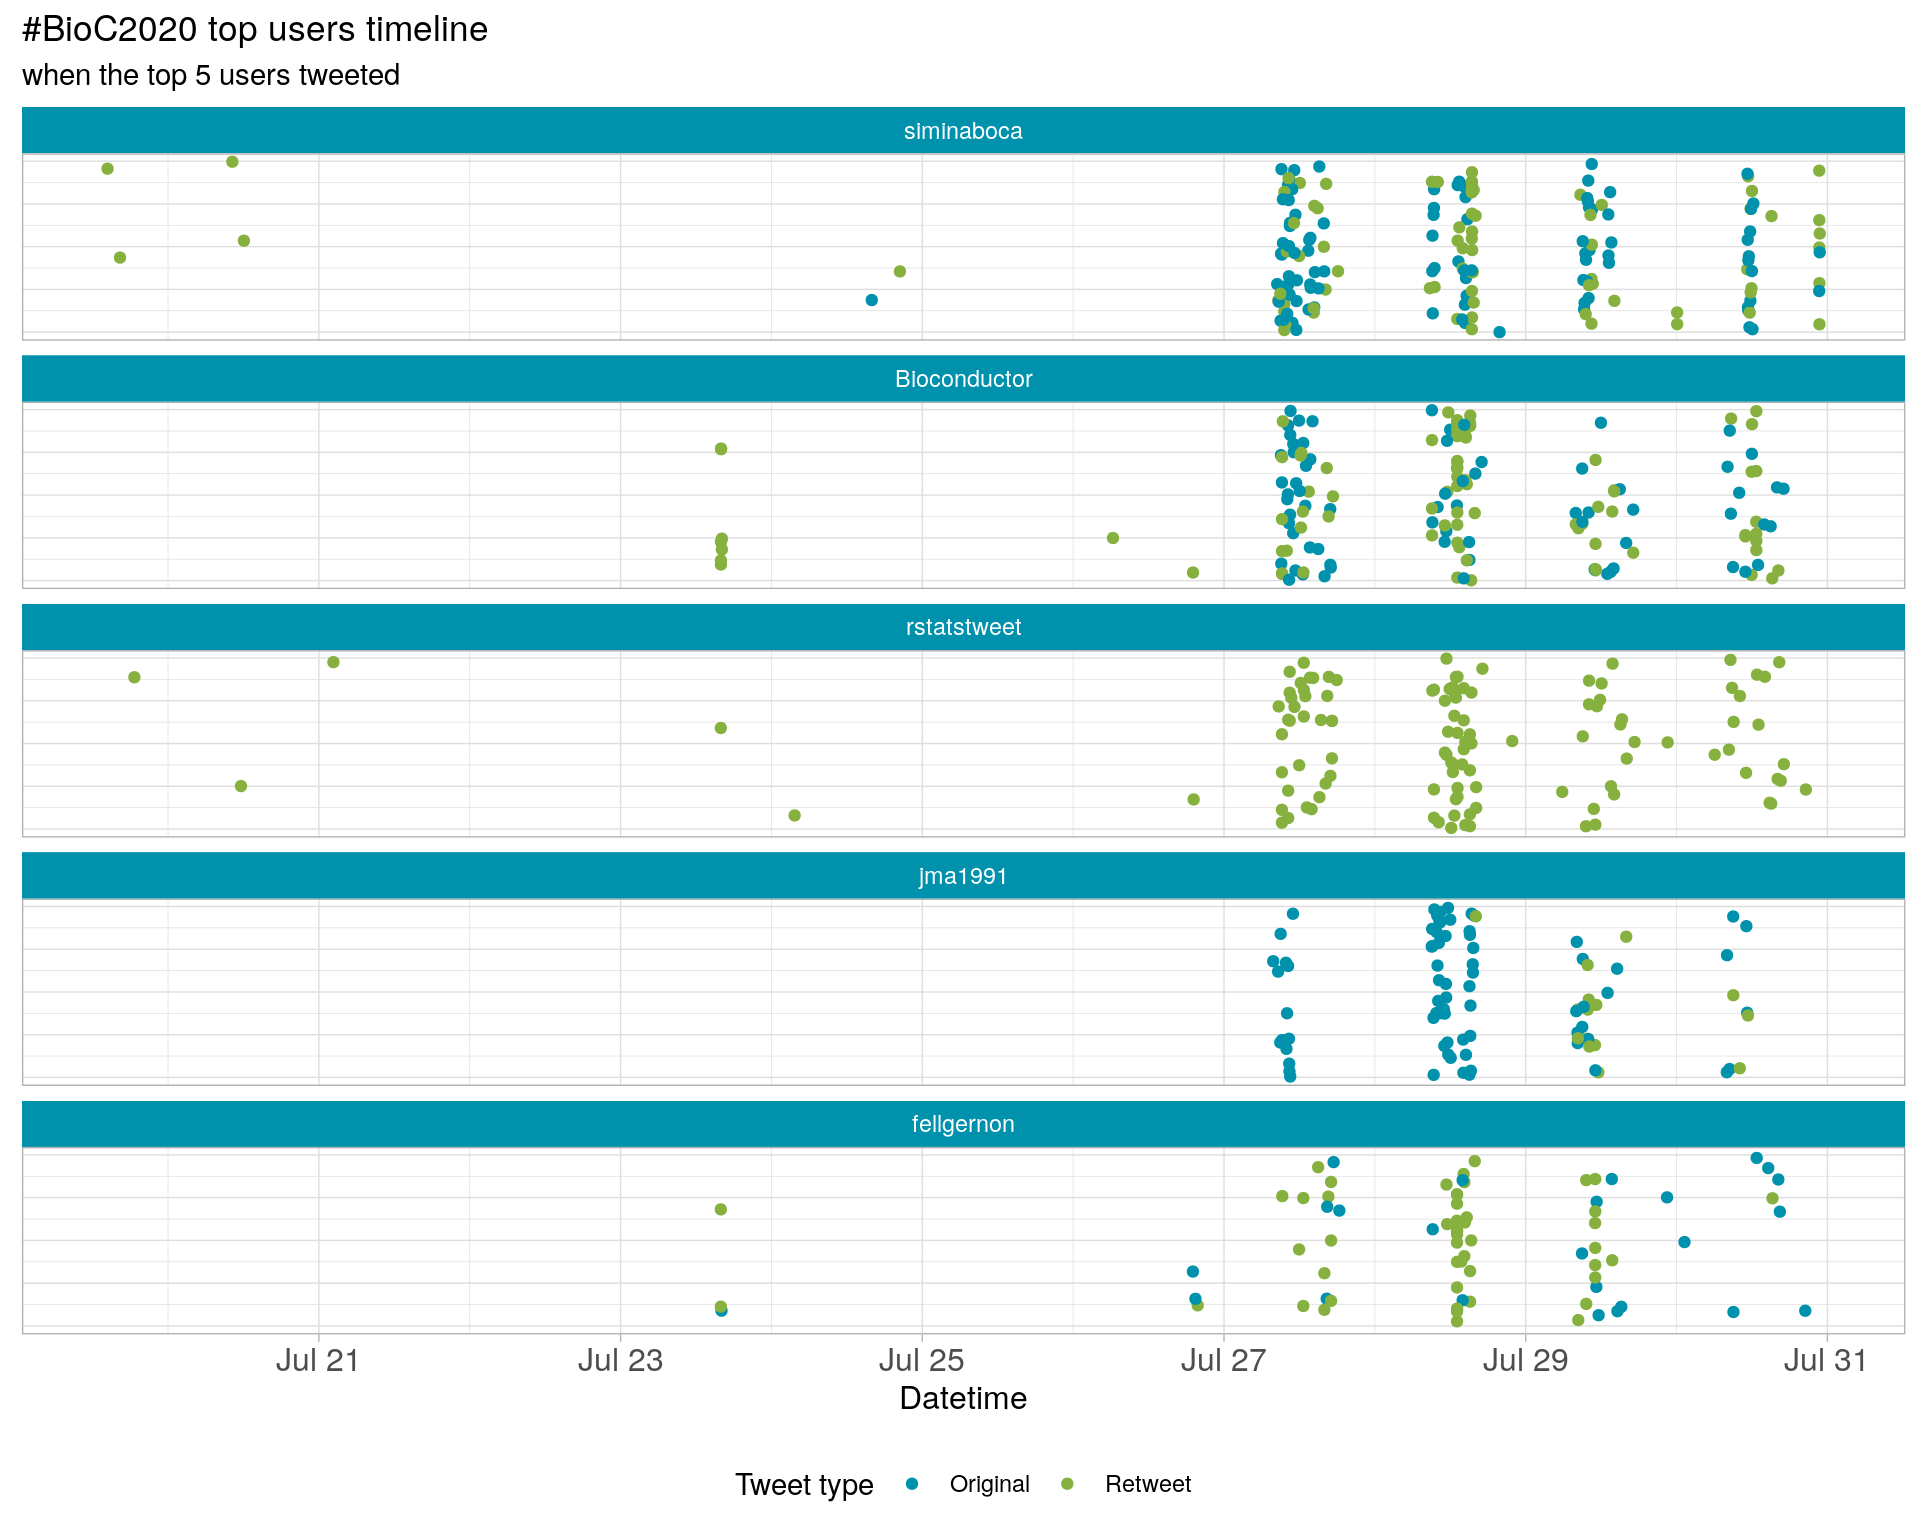 #BioC2020 top users timeline
when the top 5 users tweeted
siminaboca
Bioconductor
rstatstweet
jma1991
fellgernon
Jul 21 Jul 23 Jul 25 Jul 27 Jul 29 Jul 31
Datetime
Tweet type Original Retweet